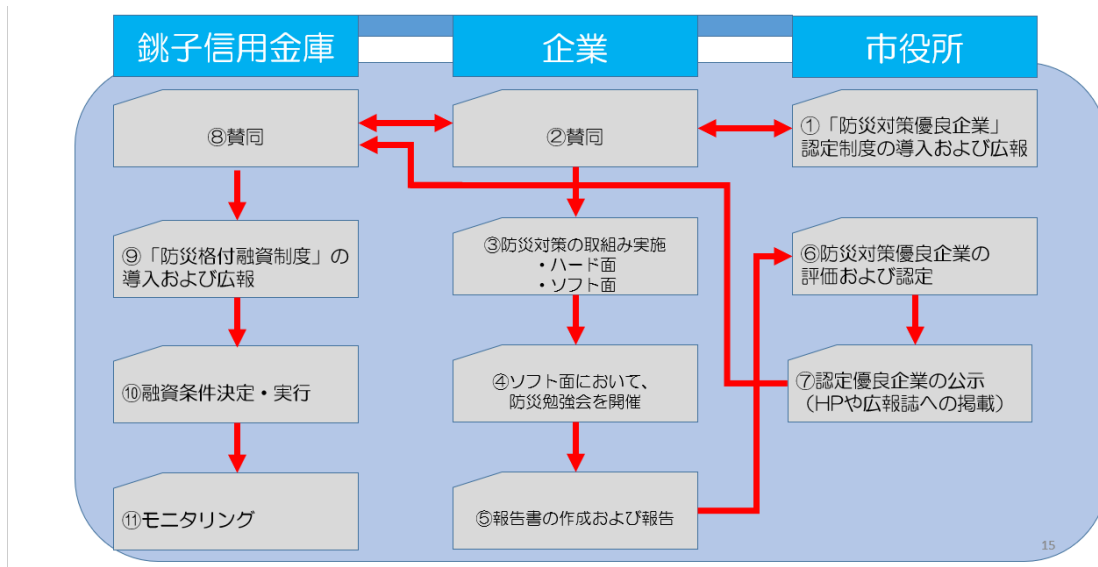 銚子信用金庫
企業
市役所
⑧賛同
②賛同
①「防災対策優良企業」
認定制度の導入および広報
⑨「防災格付融資制度」の
導入および広報
③防災対策の取組み実施
・ハード面
・ソフト面
⑥防災対策優良企業の
評価および認定
⑩融資条件決定・実行
④ソフト面において、
防災勉強会を開催
⑦認定優良企業の公示
（HPや広報誌への掲載）
⑪モニタリング
⑤報告書の作成および報告
15